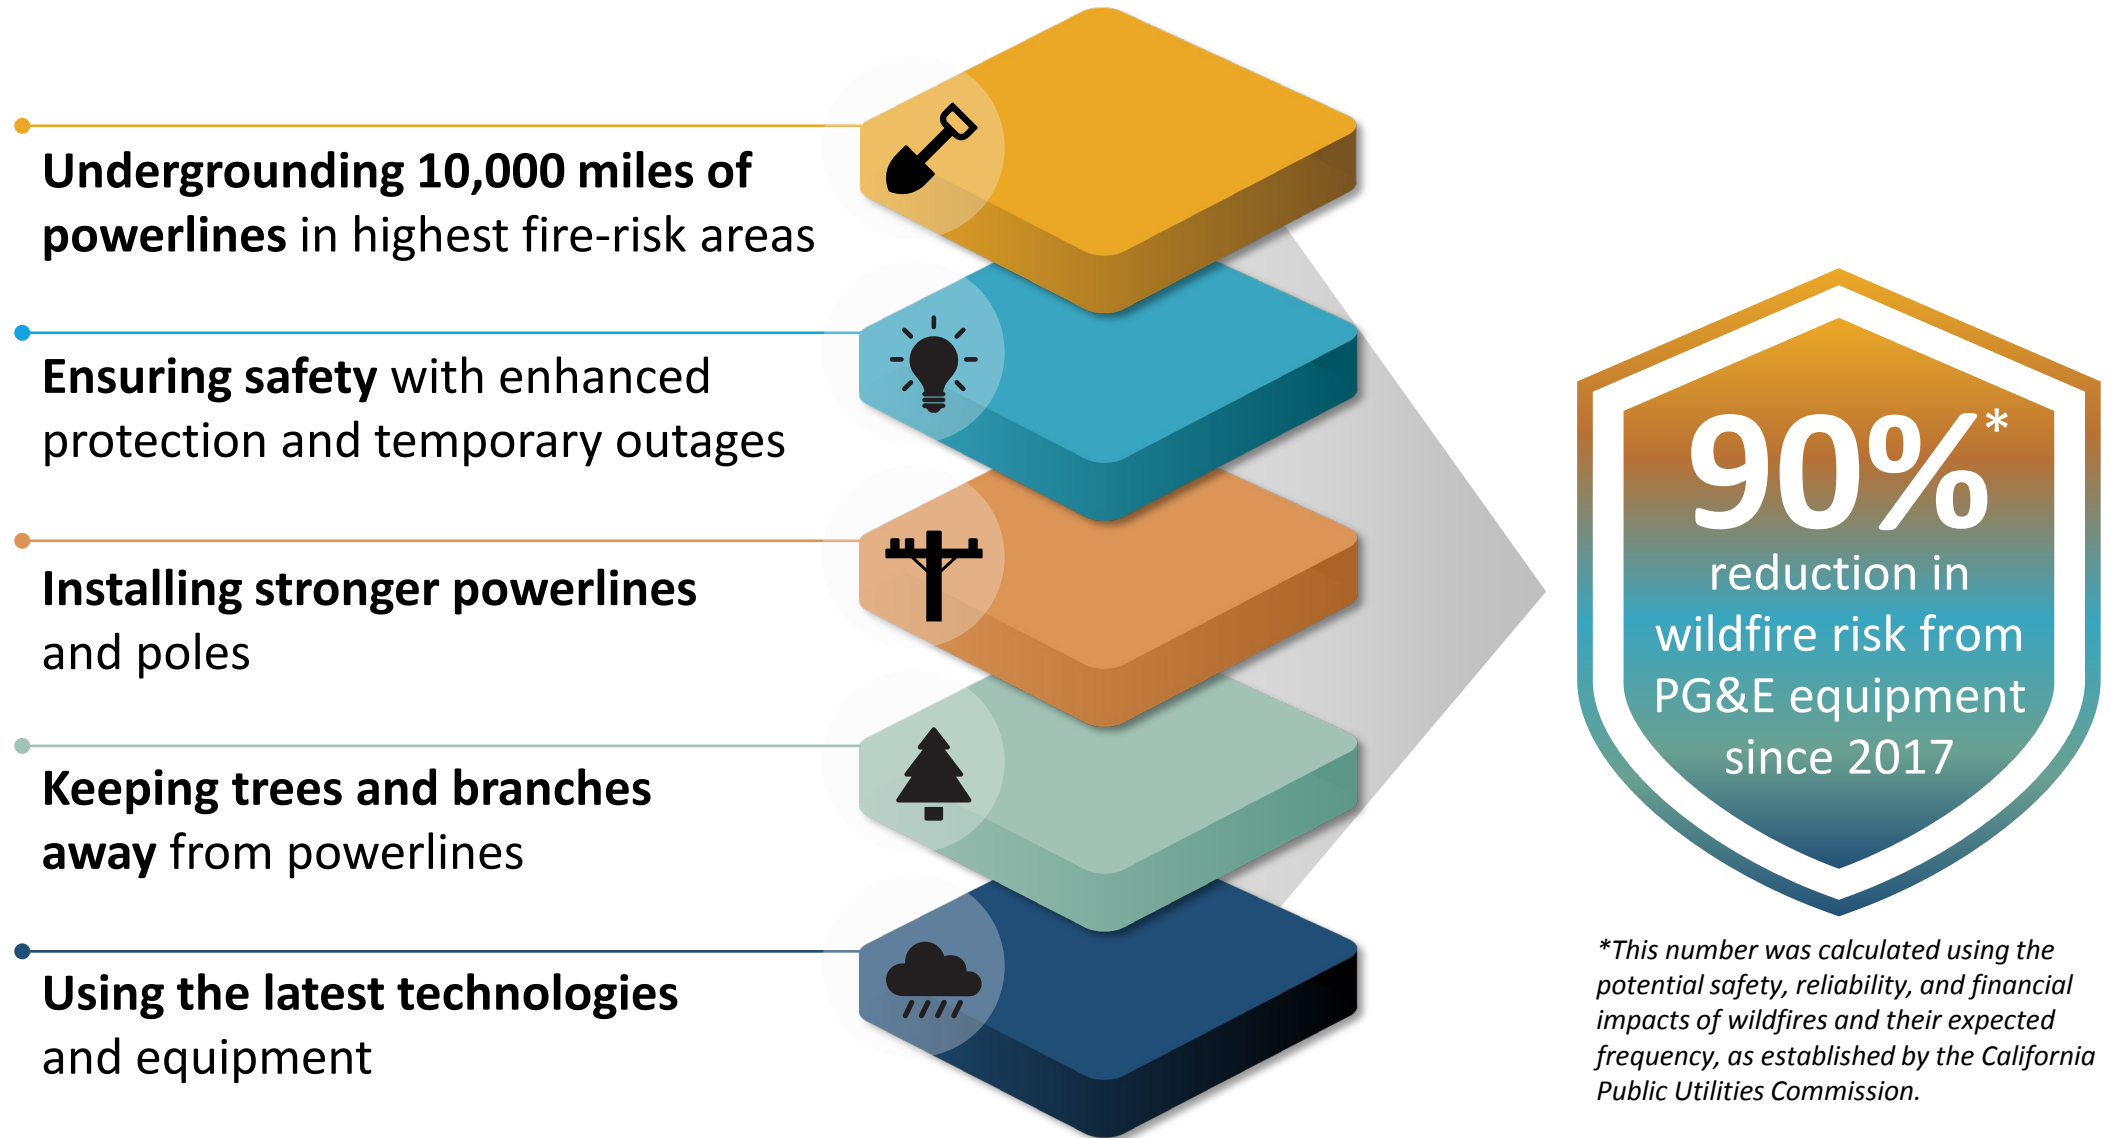 Undergrounding 10,000 miles of
powerlines in highest fire-risk areas
Ensuring safety with enhanced
protection and temporary outages
Installing stronger powerlines
and poles
Keeping trees and branches
away from powerlines
Using the latest technologies
and equipment
90%*
reduction in
wildfire risk from
PG&E equipment
since 2017
*This number was calculated using the
potential safety, reliability, and financial
impacts of wildfires and their expected
frequency, as established by the California
Public Utilities Commission.